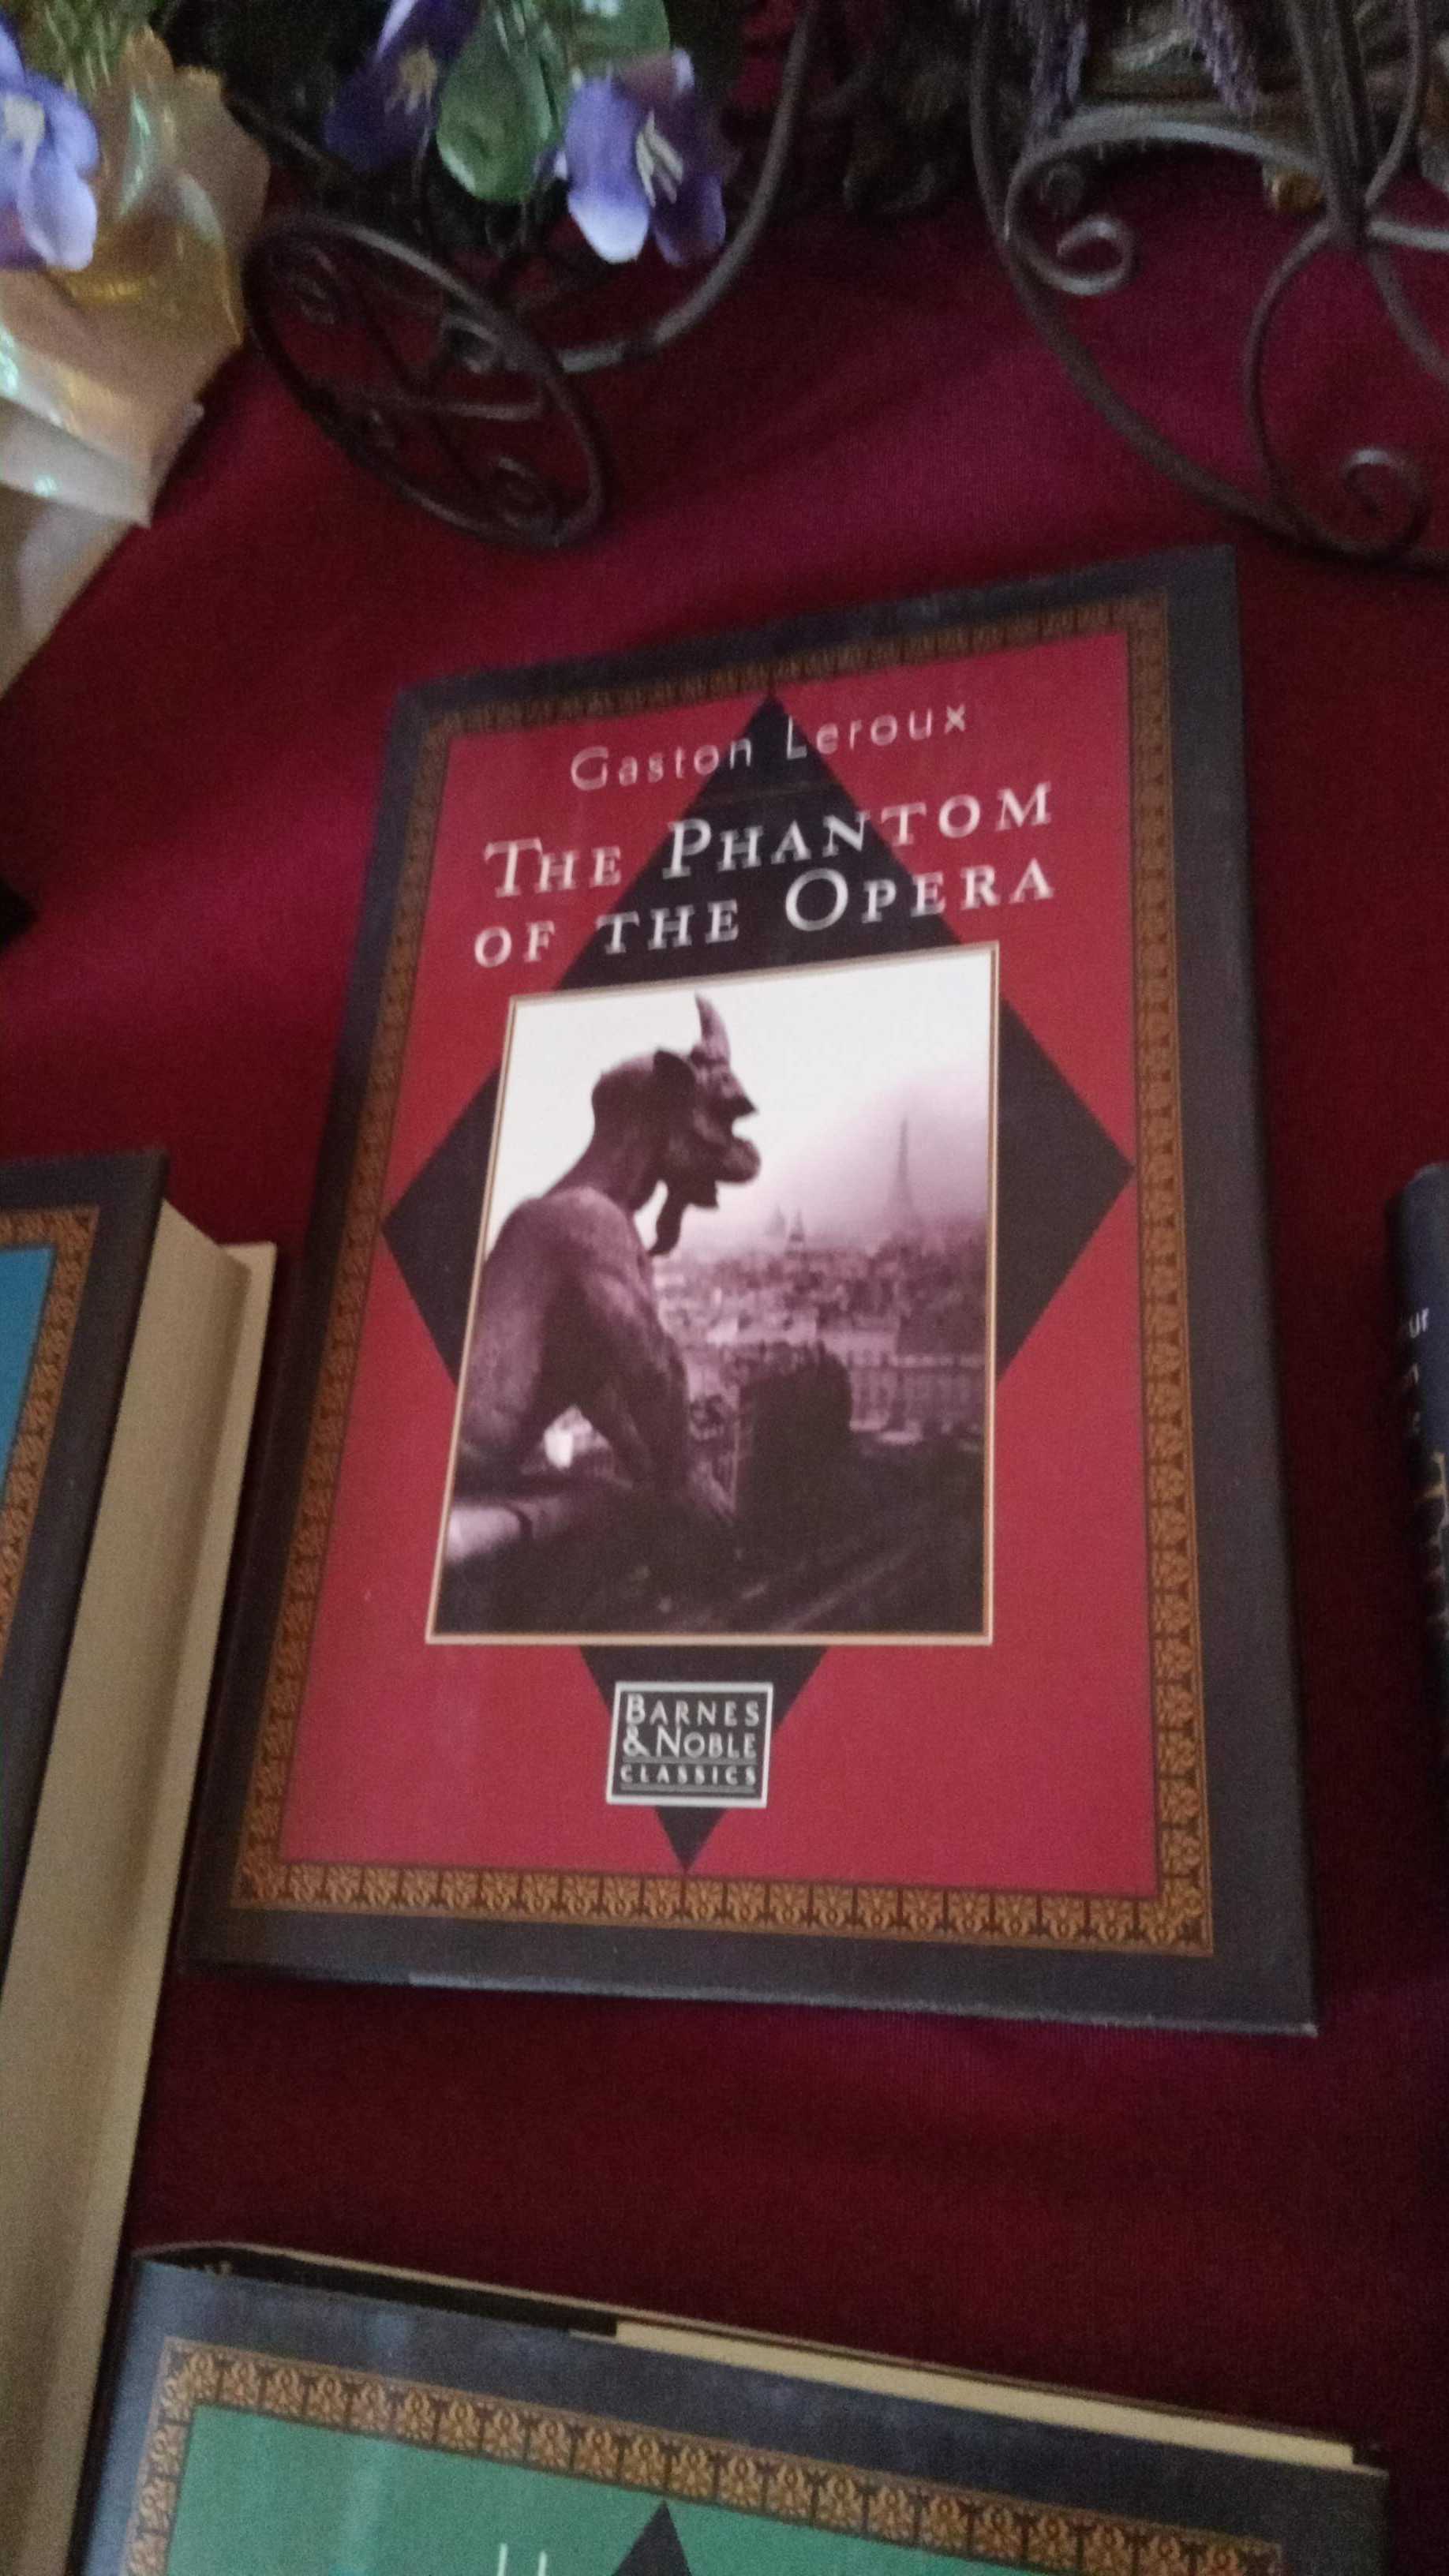 Gaston Leroux
THE PHANTOM
OF THE OPERA
BARNES
& NOBLE
CLASSICS